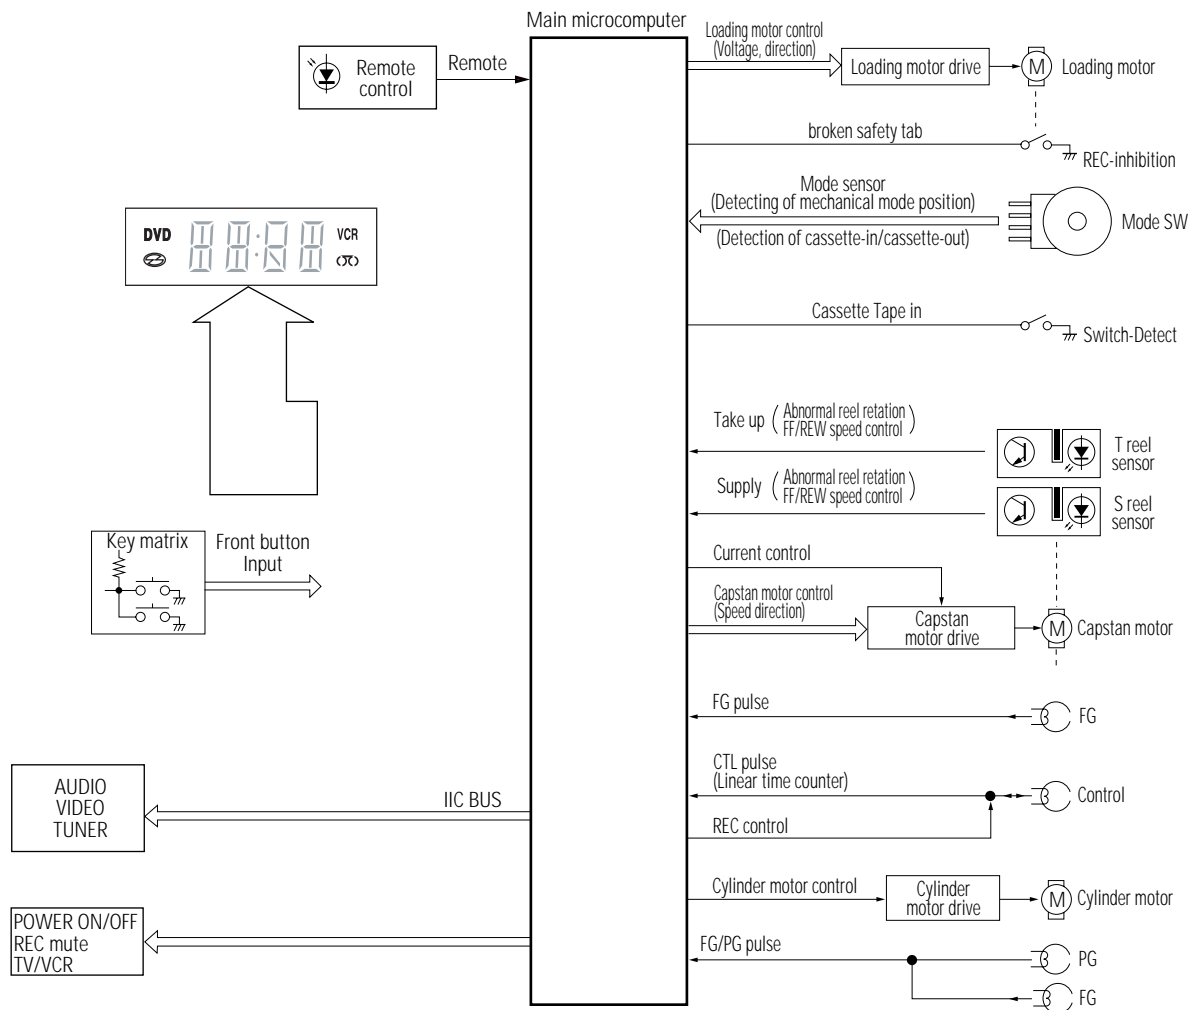 Main microcomputer
Remote
control
Remote
Loading motor control
(Voltage, direction)
Loading motor drive
M
Loading motor
broken safety tab
REC-inhibition
Mode sensor
(Detecting of mechanical mode position)
(Detection of cassette-in/cassette-out)
Mode SW
DVD
VCR
Cassette Tape in
Switch-Detect
Take up
(Abnormal reel retation
FF/REW speed control)
T reel
sensor
Supply
(Abnormal reel retation
FF/REW speed control)
S reel
sensor
Key matrix
Front button
Input
Current control
Capstan motor control
(Speed direction)
Capstan
motor drive
M
Capstan motor
FG pulse
FG
CTL pulse
(Linear time counter)
Control
REC control
AUDIO
VIDEO
TUNER
IIC BUS
Cylinder motor control
Cylinder
motor drive
M
Cylinder motor
POWER ON/OFF
REC mute
TV/VCR
FG/PG pulse
PG
FG